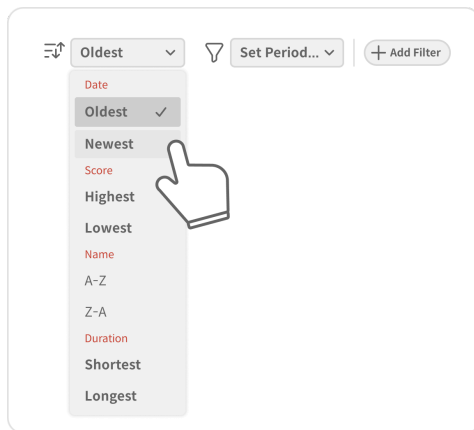 Oldest
Set Period...
Add Filter
Date
Oldest
Newest
Score
Highest
Lowest
Name
A-Z
Z-A
Duration
Shortest
Longest